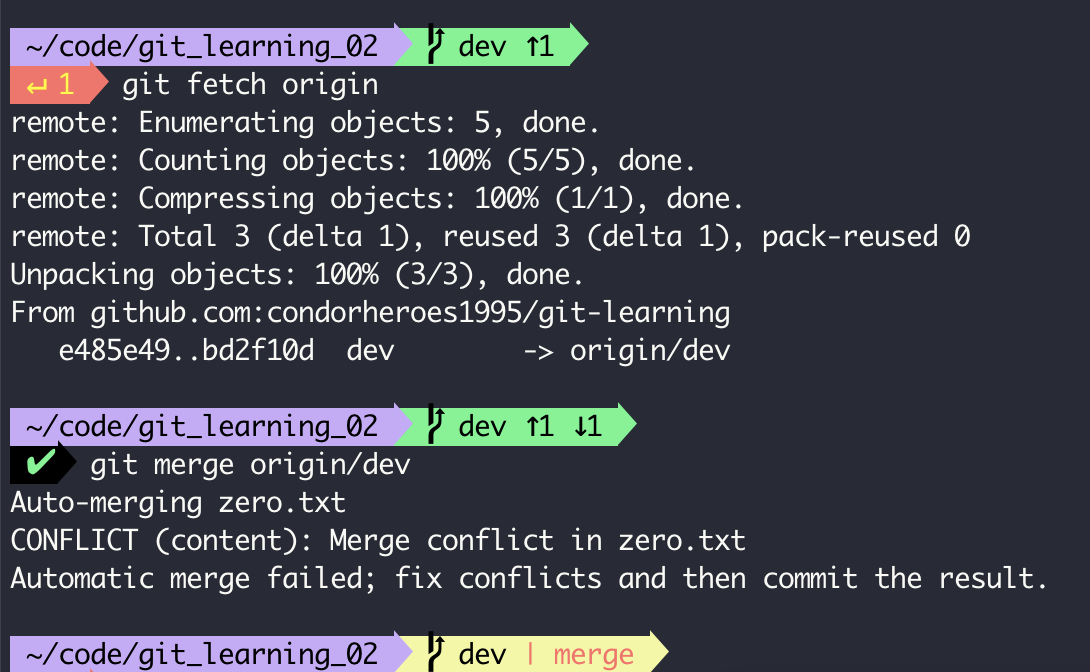 ~/code/git_learning_02 dev ↑1
↵ 1 git fetch origin
remote: Enumerating objects: 5, done.
remote: Counting objects: 100% (5/5), done.
remote: Compressing objects: 100% (1/1), done.
remote: Total 3 (delta 1), reused 3 (delta 1), pack-reused 0
Unpacking objects: 100% (3/3), done.
From github.com:condorheroes1995/git-learning
   e485e49..bd2f10d  dev        -> origin/dev
~/code/git_learning_02 dev ↑1 ↓1
✔ git merge origin/dev
Auto-merging zero.txt
CONFLICT (content): Merge conflict in zero.txt
Automatic merge failed; fix conflicts and then commit the result.
~/code/git_learning_02 dev | merge